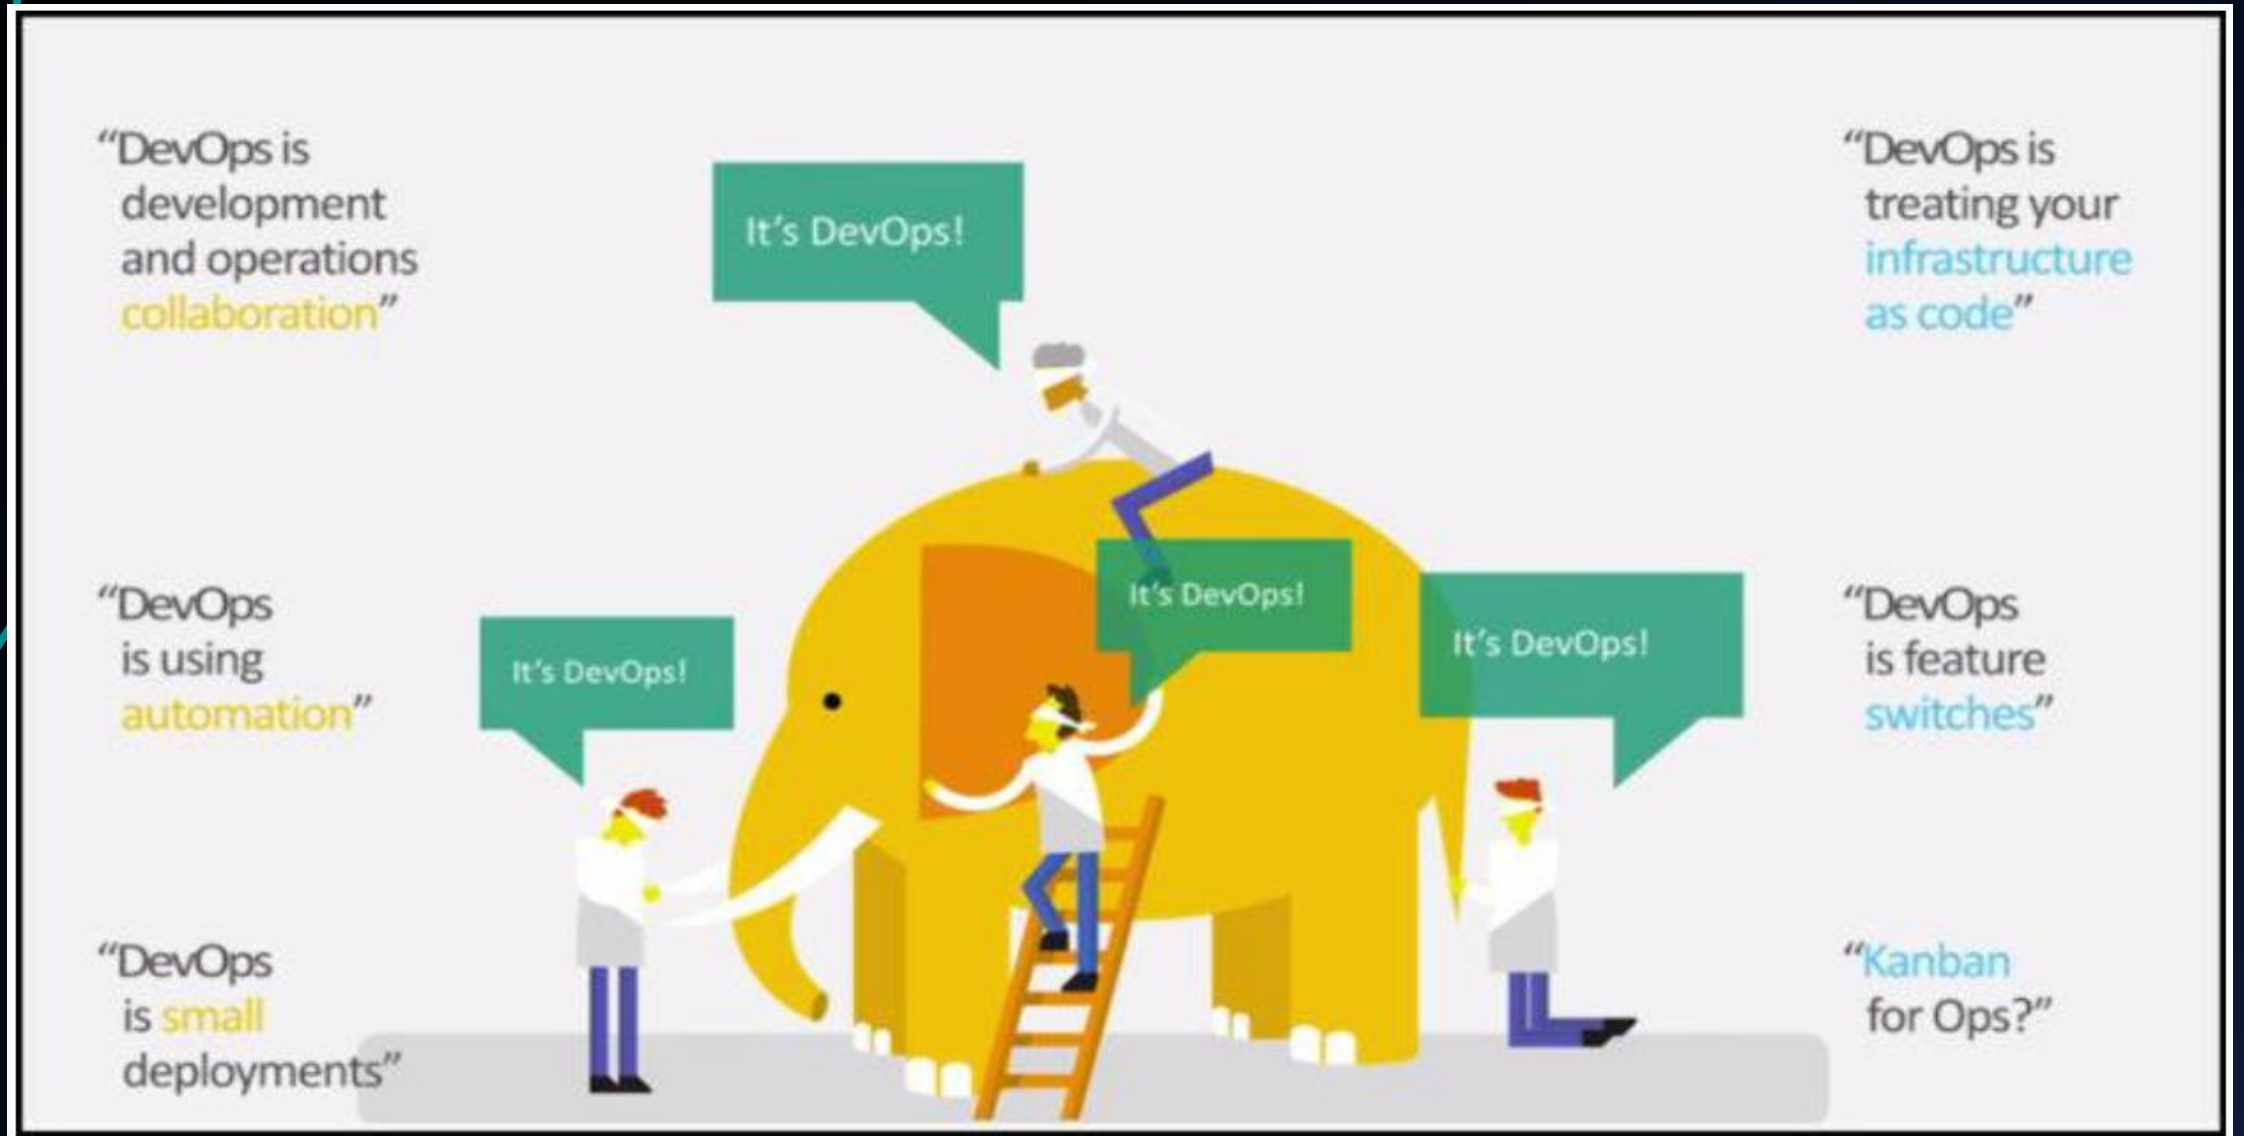 “DevOps is
development
and operations
collaboration”
“DevOps
is using
automation”
“DevOps
is small
deployments”
It’s DevOps!
It’s DevOps!
It’s DevOps!
It’s DevOps!
“DevOps is
treating your
infrastructure
as code”
“DevOps
is feature
switches”
“Kanban
for Ops?”